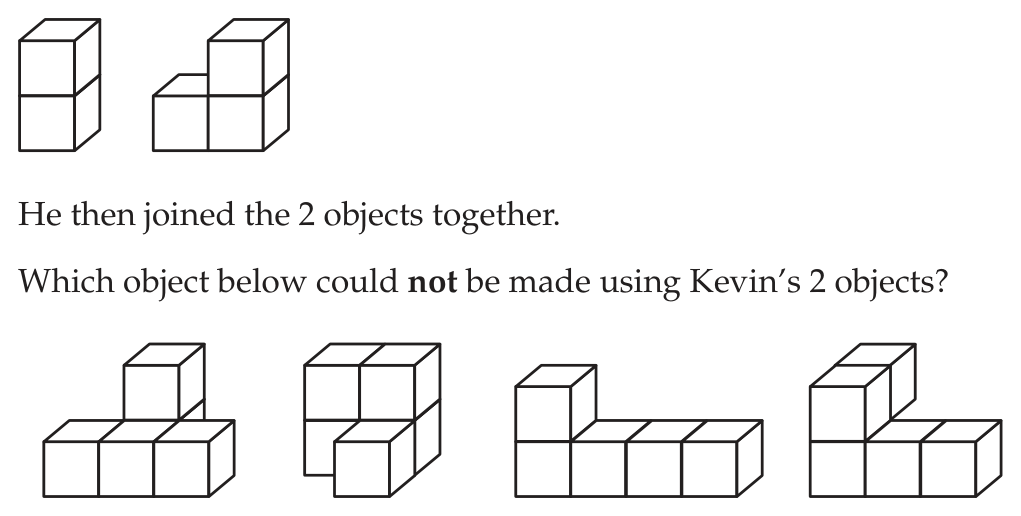 He then joined the 2 objects together.
Which object below could not be made using Kevin’s 2 objects?